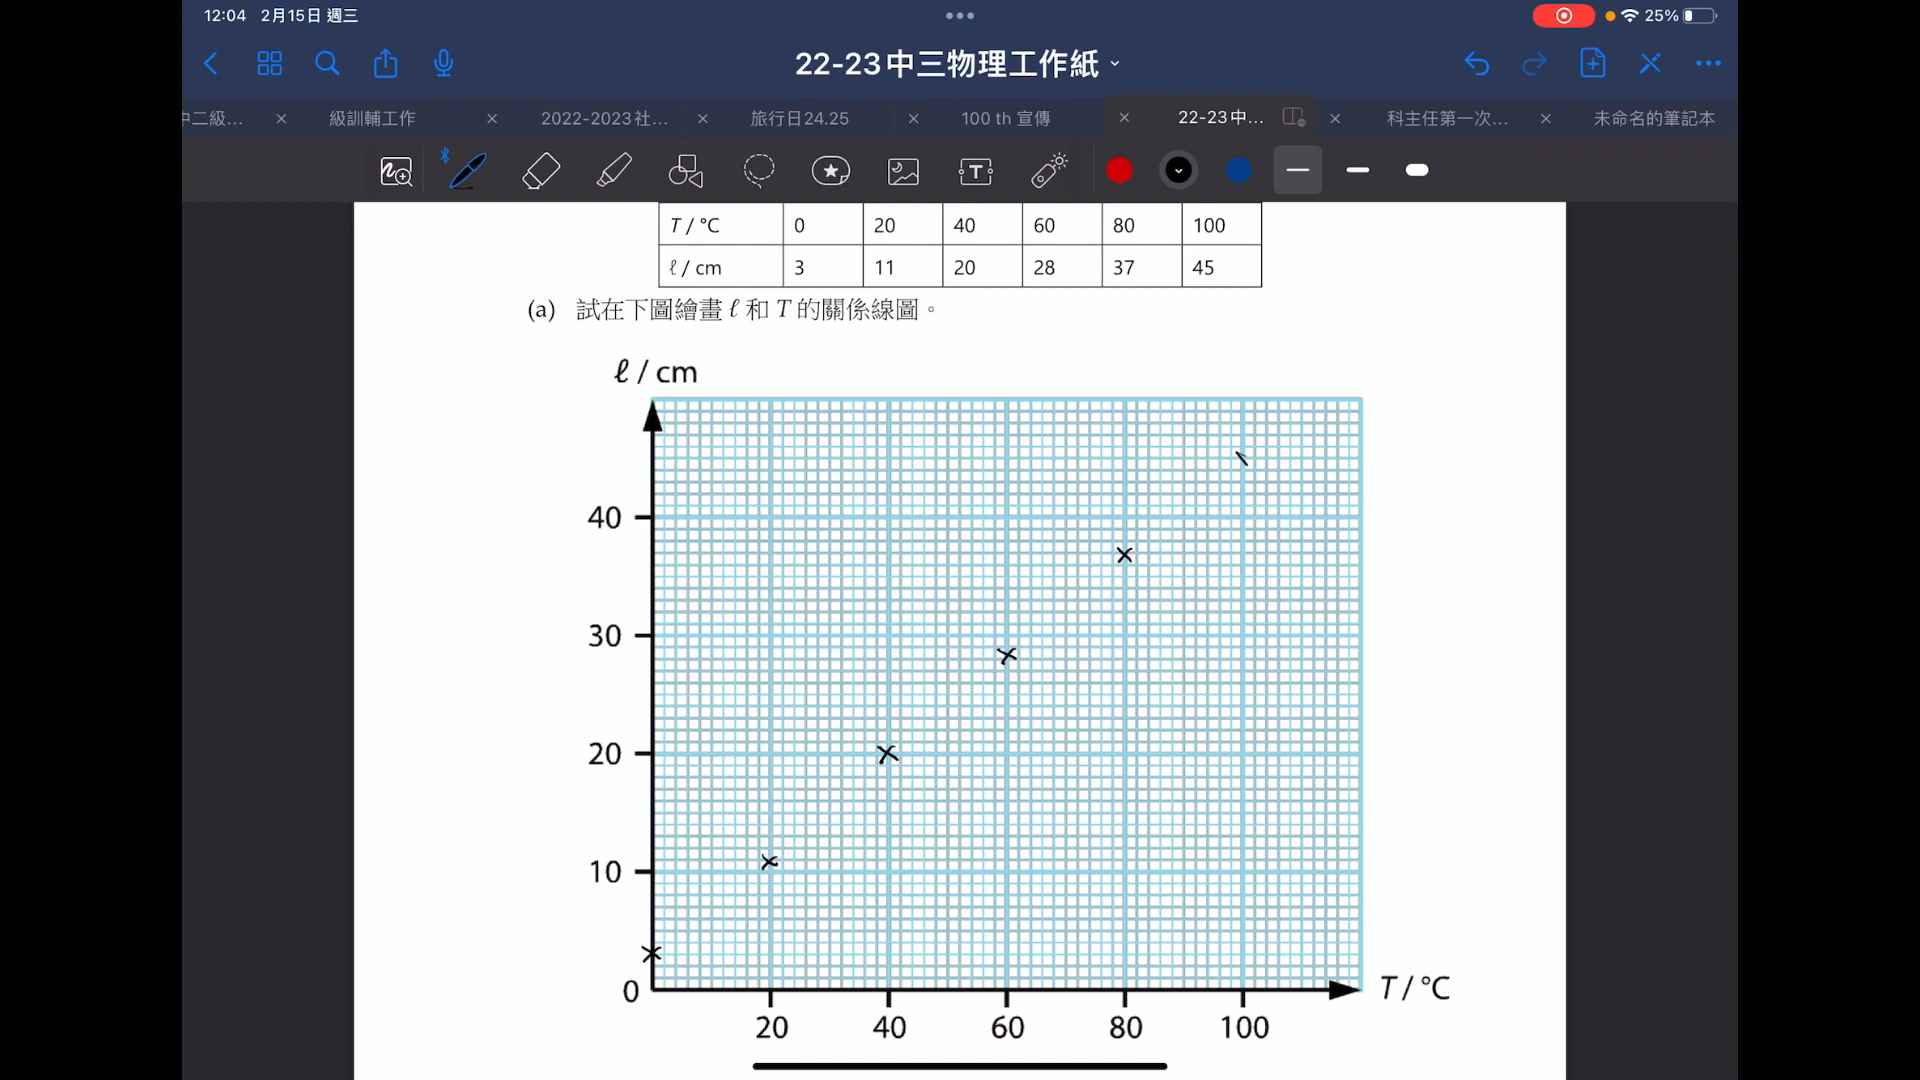 12:04 2月15日 週三
25%
22-23中三物理工作紙
中二級... 級訓輔工作 2022-2023社... 旅行日24.25 100 th 宣傳 22-23中... 科主任第一次... 未命名的筆記本
T / °C 0 20 40 60 80 100
ℓ / cm 3 11 20 28 37 45
(a) 試在下圖繪畫 ℓ 和 T 的關係線圖。
ℓ / cm
40
30
20
10
0
T / °C
20 40 60 80 100